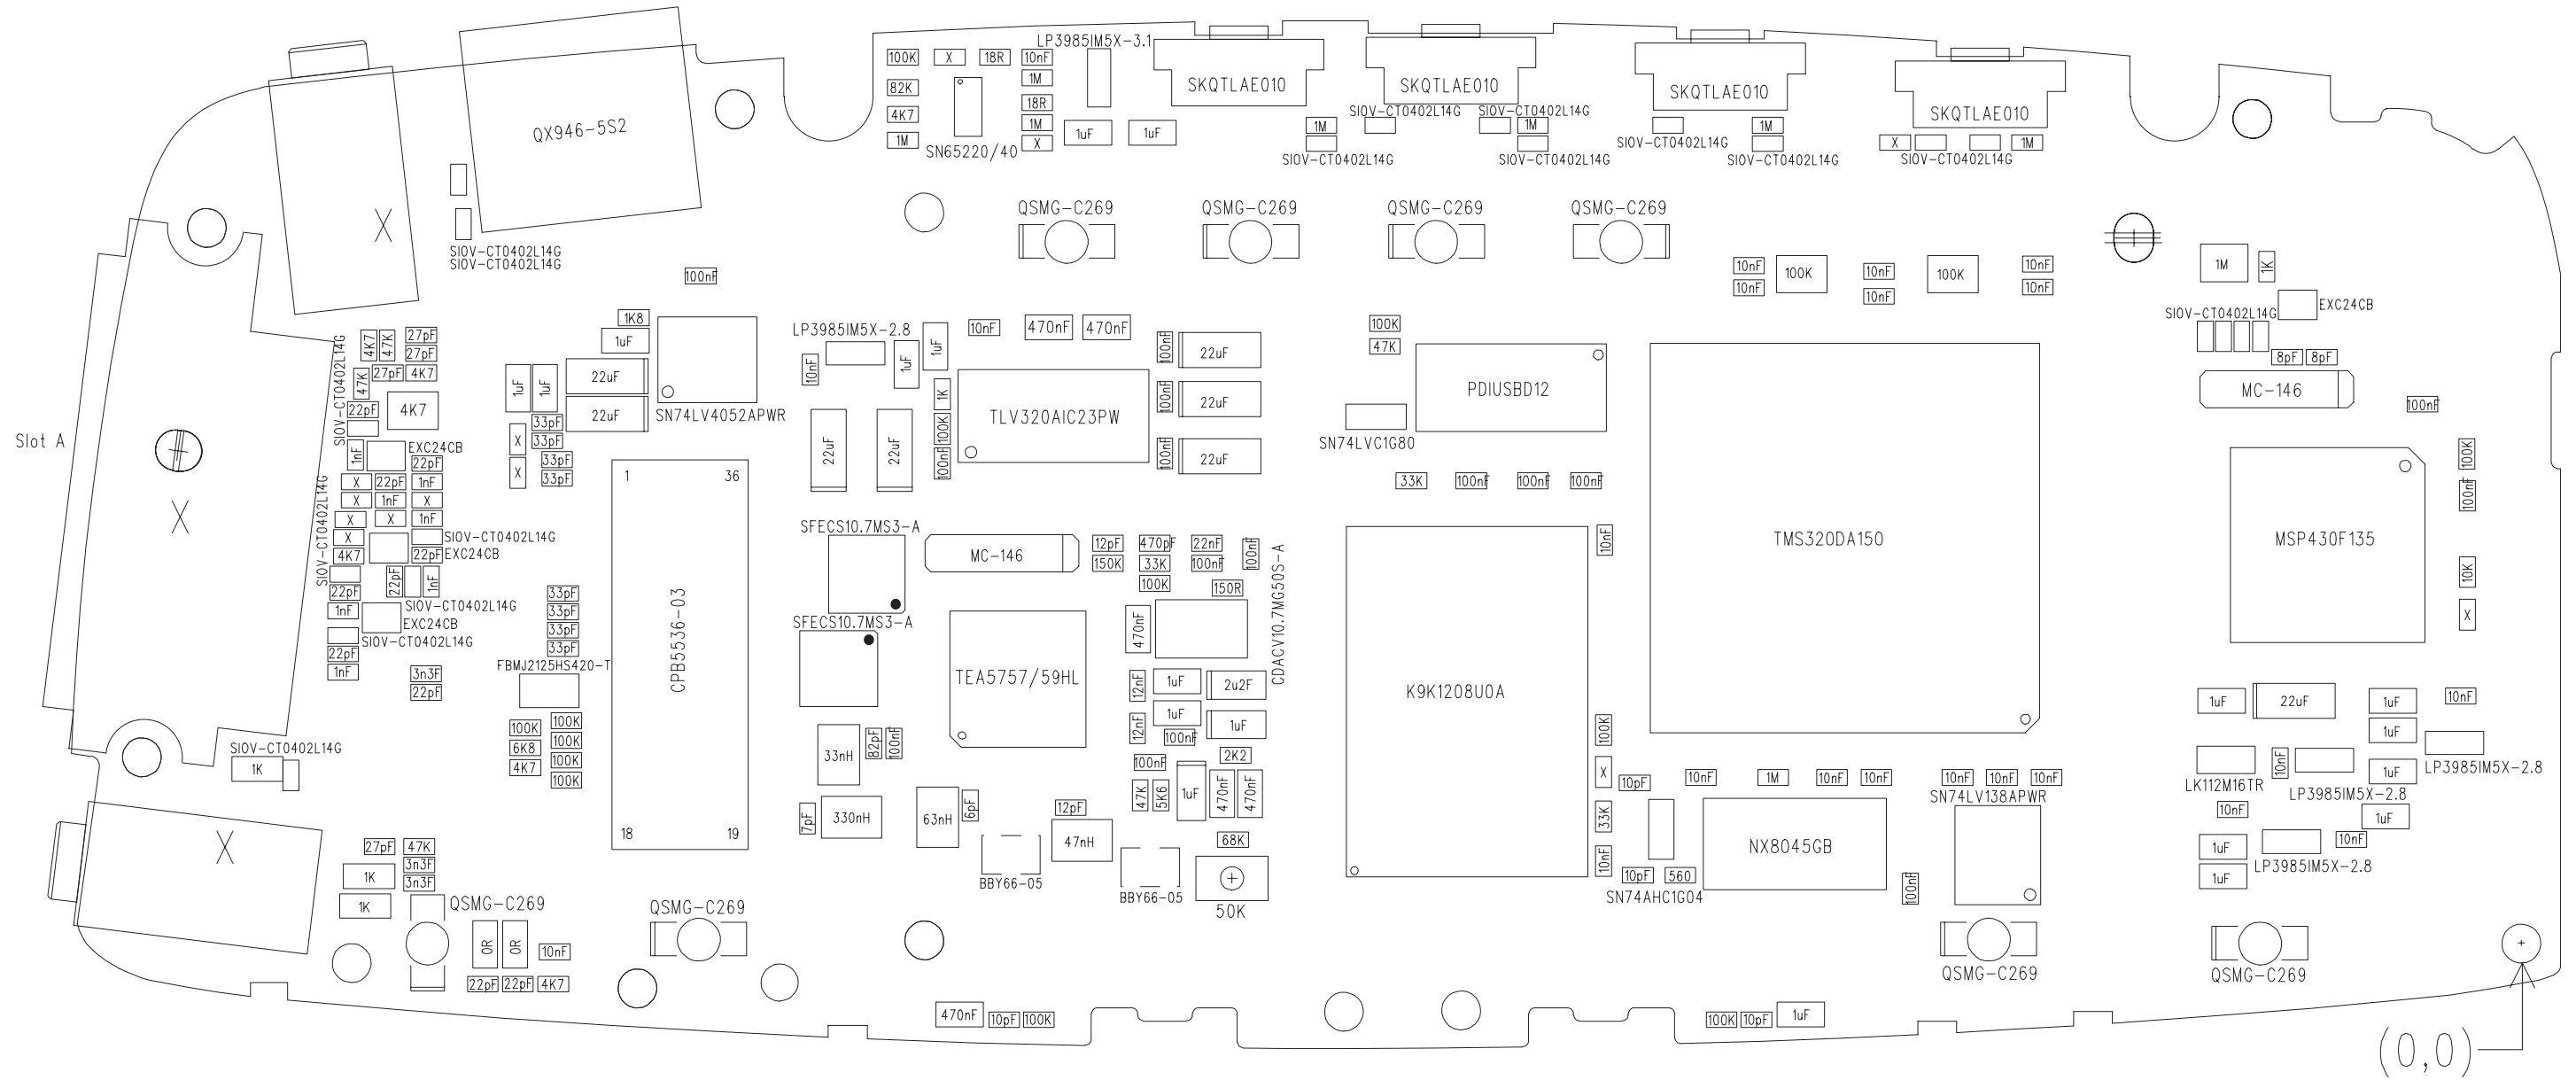 LP3985IM5X-3.1
100K
X
18R
10nF
1M
82K
18R
4K7
1M
1M
X
SN65220/40
1uF
1uF
SKQTLAE010
SKQTLAE010
SKQTLAE010
SKQTLAE010
1M
SIOV-CT0402L14G
SIOV-CT0402L14G
SIOV-CT0402L14G
1M
SIOV-CT0402L14G
SIOV-CT0402L14G
1M
SIOV-CT0402L14G
X
1M
SIOV-CT0402L14G
QX946-5S2
X
SIOV-CT0402L14G
SIOV-CT0402L14G
100nF
QSMG-C269
QSMG-C269
QSMG-C269
QSMG-C269
10nF
10nF
100K
10nF
10nF
100K
10nF
10nF
1M
1K
EXC24CB
SIOV-CT0402L14G
8pF
8pF
MC-146
100nF
Slot A
X
SIOV-CT0402L14G
4K7
47K
27pF
27pF
27pF
4K7
47K
22pF
4K7
1nF
EXC24CB
22pF
X
22pF
1nF
X
1nF
X
X
X
1nF
SIOV-CT0402L14G
X
4K7
SIOV-CT0402L14G
22pF
EXC24CB
22pF
22pF
1nF
1nF
SIOV-CT0402L14G
EXC24CB
SIOV-CT0402L14G
22pF
1nF
3n3F
22pF
1K8
1uF
22uF
22uF
1uF
1uF
SN74LV4052APWR
33pF
33pF
33pF
33pF
X
X
1
36
18
19
CPB5536-03
33pF
33pF
33pF
33pF
FBMJ2125HS420-T
100K
6K8
4K7
100K
100K
100K
100K
LP3985IM5X-2.8
10nF
1uF
1uF
10nF
470nF
470nF
22uF
22uF
1K
100K
100nF
TLV320AIC23PW
100nF
22uF
100nF
22uF
100nF
22uF
SFECS10.7MS3-A
SFECS10.7MS3-A
MC-146
12pF
150K
470pF
33K
100K
22nF
100nF
100nF
150R
CDACV10.7MG50S-A
470nF
TEA5757/59HL
12nF
1uF
2u2F
12nF
1uF
1uF
100nF
2K2
100nF
47K
5K6
1uF
470nF
470nF
33nH
82pF
100nF
7pF
330nH
63nH
6pF
12pF
47nH
BBY66-05
BBY66-05
68K
50K
100K
47K
PDIUSBD12
SN74LVC1G80
33K
100nF
100nF
100nF
K9K1208U0A
10nF
TMS320DA150
100K
X
33K
10nF
10pF
10nF
1M
10nF
10nF
10nF
10nF
10nF
SN74LV138APWR
NX8045GB
10pF
560
SN74AHC1G04
100nF
MSP430F135
100K
100nF
10K
X
1uF
22uF
1uF
1uF
10nF
LK112M16TR
10nF
1uF
LP3985IM5X-2.8
LP3985IM5X-2.8
10nF
1uF
1uF
10nF
LP3985IM5X-2.8
1uF
SIOV-CT0402L14G
1K
X
27pF
47K
3n3F
3n3F
1K
1K
QSMG-C269
0R
0R
10nF
22pF
22pF
4K7
QSMG-C269
QSMG-C269
QSMG-C269
470nF
10pF
100K
100K
10pF
1uF
(0,0)